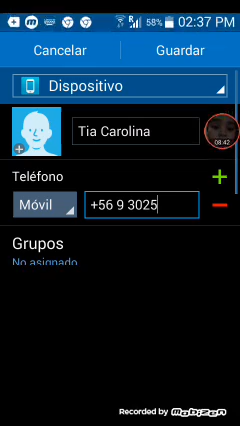 58% 02:37 PM
Cancelar Guardar
Dispositivo
Tia Carolina
08:42
Teléfono
Móvil +56 9 3025
Grupos
No asignado
Recorded by mobizen